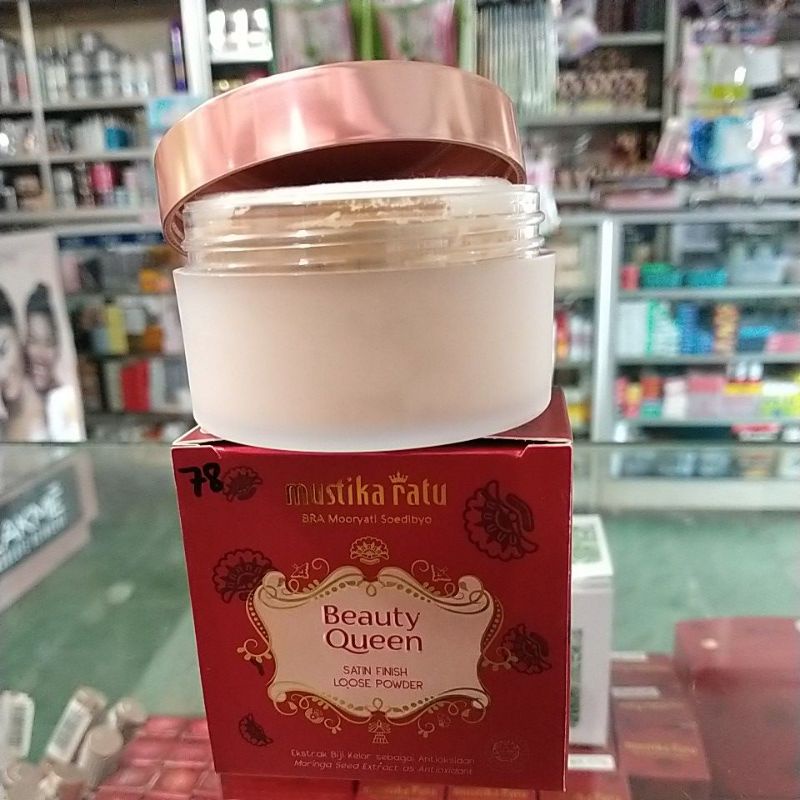 78
mustika ratu
BRA Mooryati Soedibyo
Beauty
Queen
SATIN FINISH
LOOSE POWDER
Ekstrak Biji Kelor sebagai Antioksidan
Moringa Seed Extract as Antioxidant
LAKMÉ